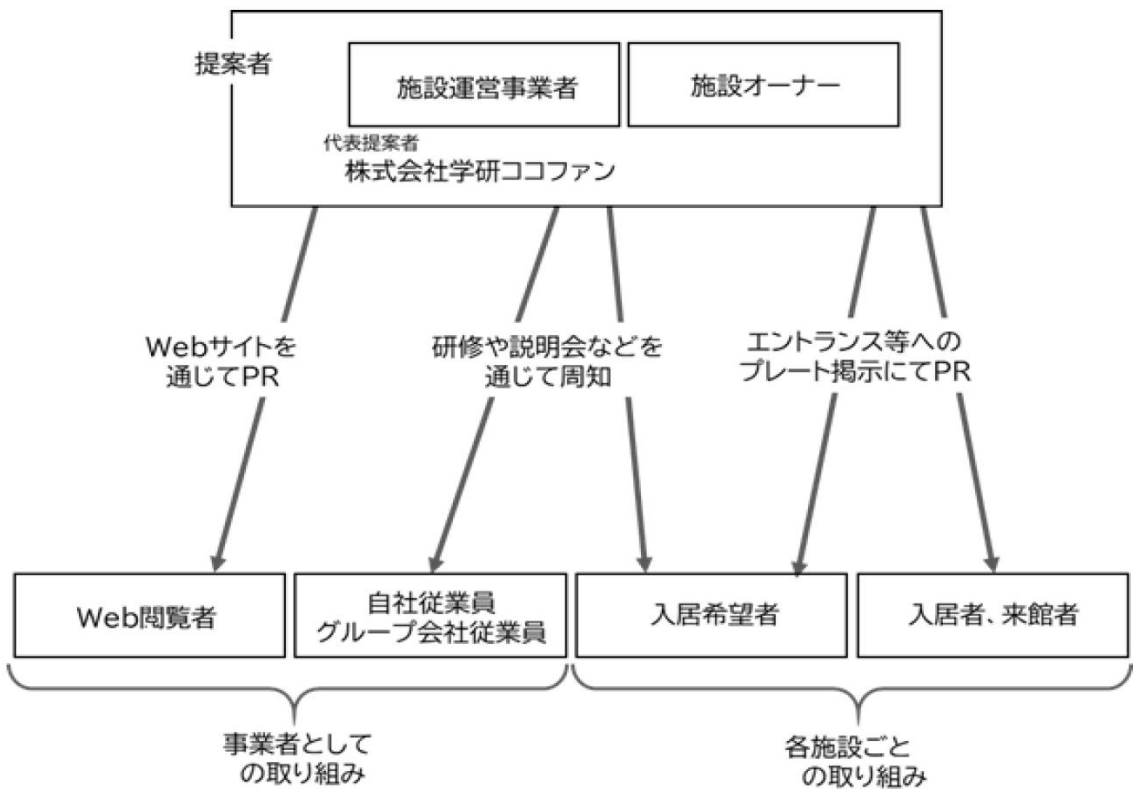 提案者
施設運営事業者
施設オーナー
代表提案者
株式会社学研ココファン
Webサイトを
通じてPR
研修や説明会などを
通じて周知
エントランス等への
プレート掲示にてPR
Web閲覧者
自社従業員
グループ会社従業員
入居希望者
入居者、来館者
事業者として
の取り組み
各施設ごと
の取り組み